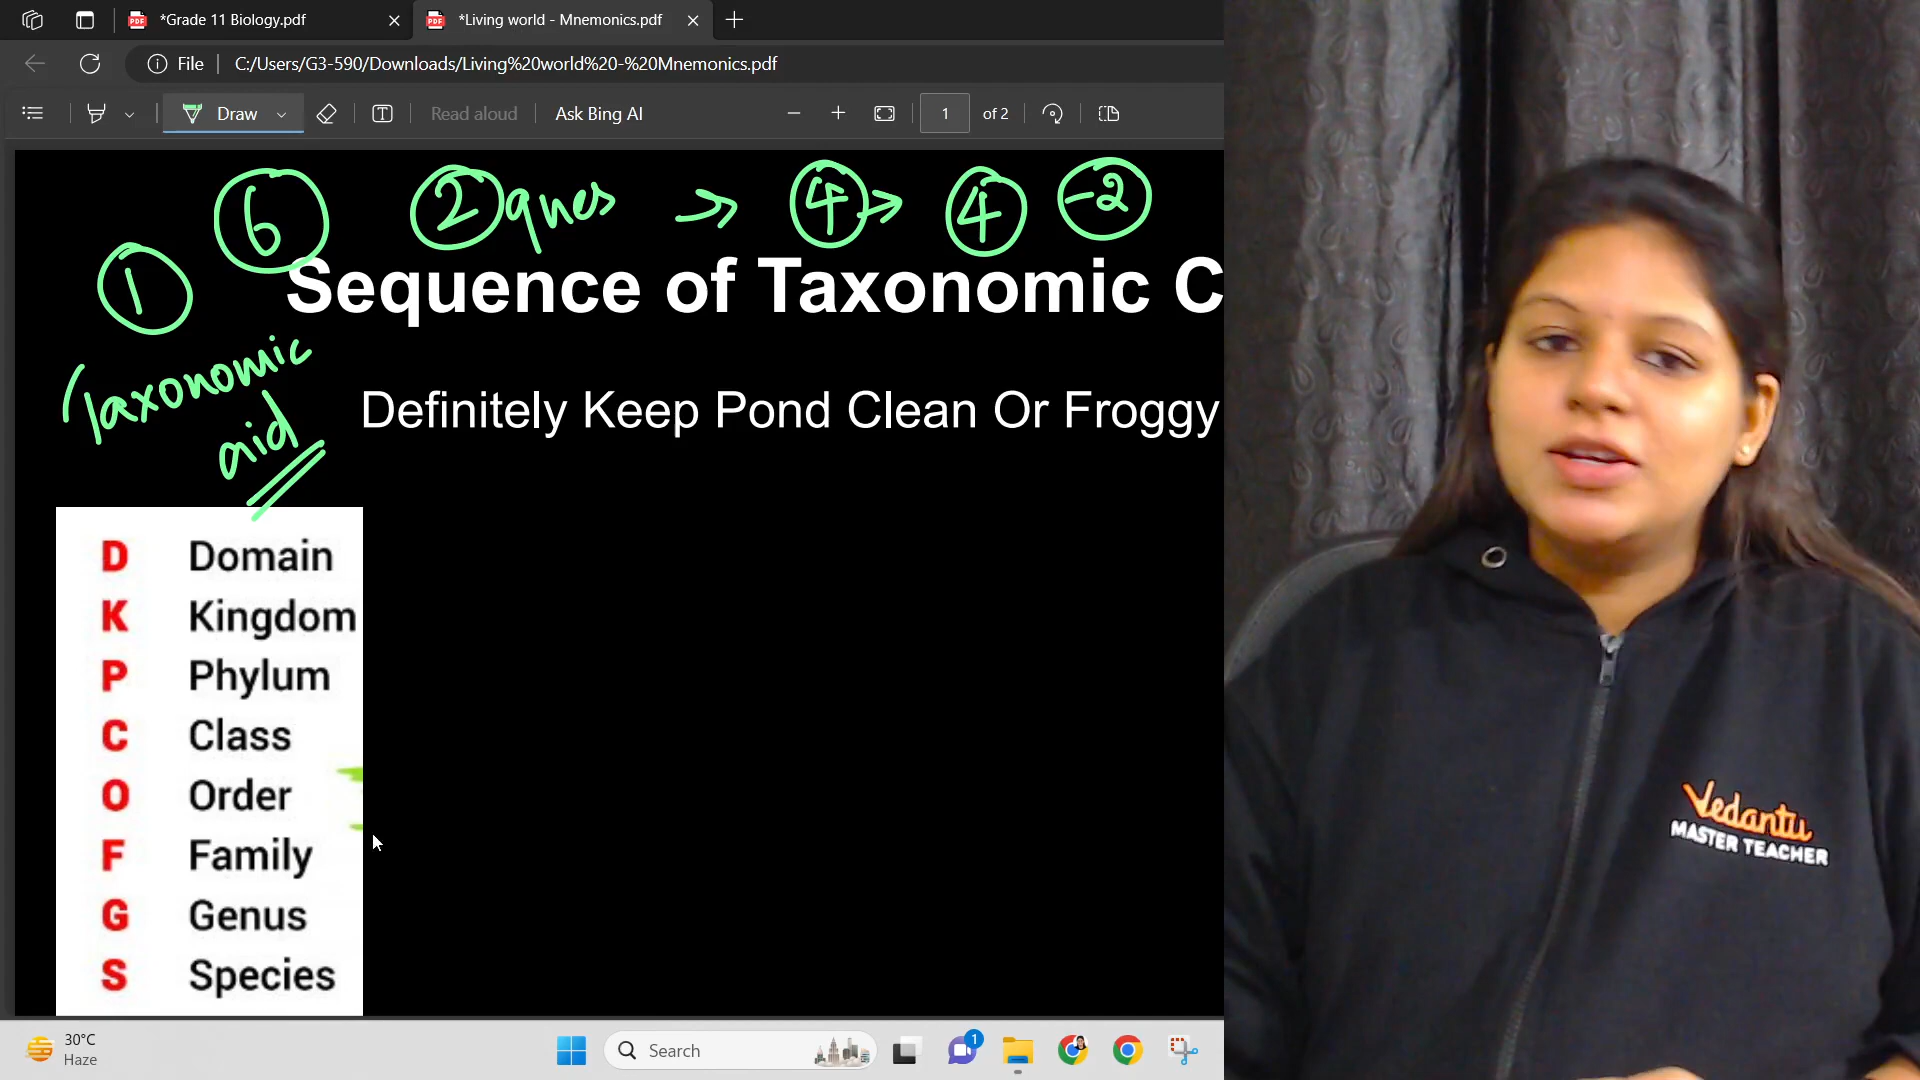 *Grade 11 Biology.pdf
*Living world - Mnemonics.pdf
File
C:/Users/G3-590/Downloads/Living%20world%20-%20Mnemonics.pdf
Draw
Read aloud
Ask Bing AI
1
of 2
6
2 ques → 4 → 4 -2
1
Sequence of Taxonomic C
Taxonomic
aid
Definitely Keep Pond Clean Or Froggy
D Domain
K Kingdom
P Phylum
C Class
O Order
F Family
G Genus
S Species
Vedantu
MASTER TEACHER
30°C
Haze
Search
1